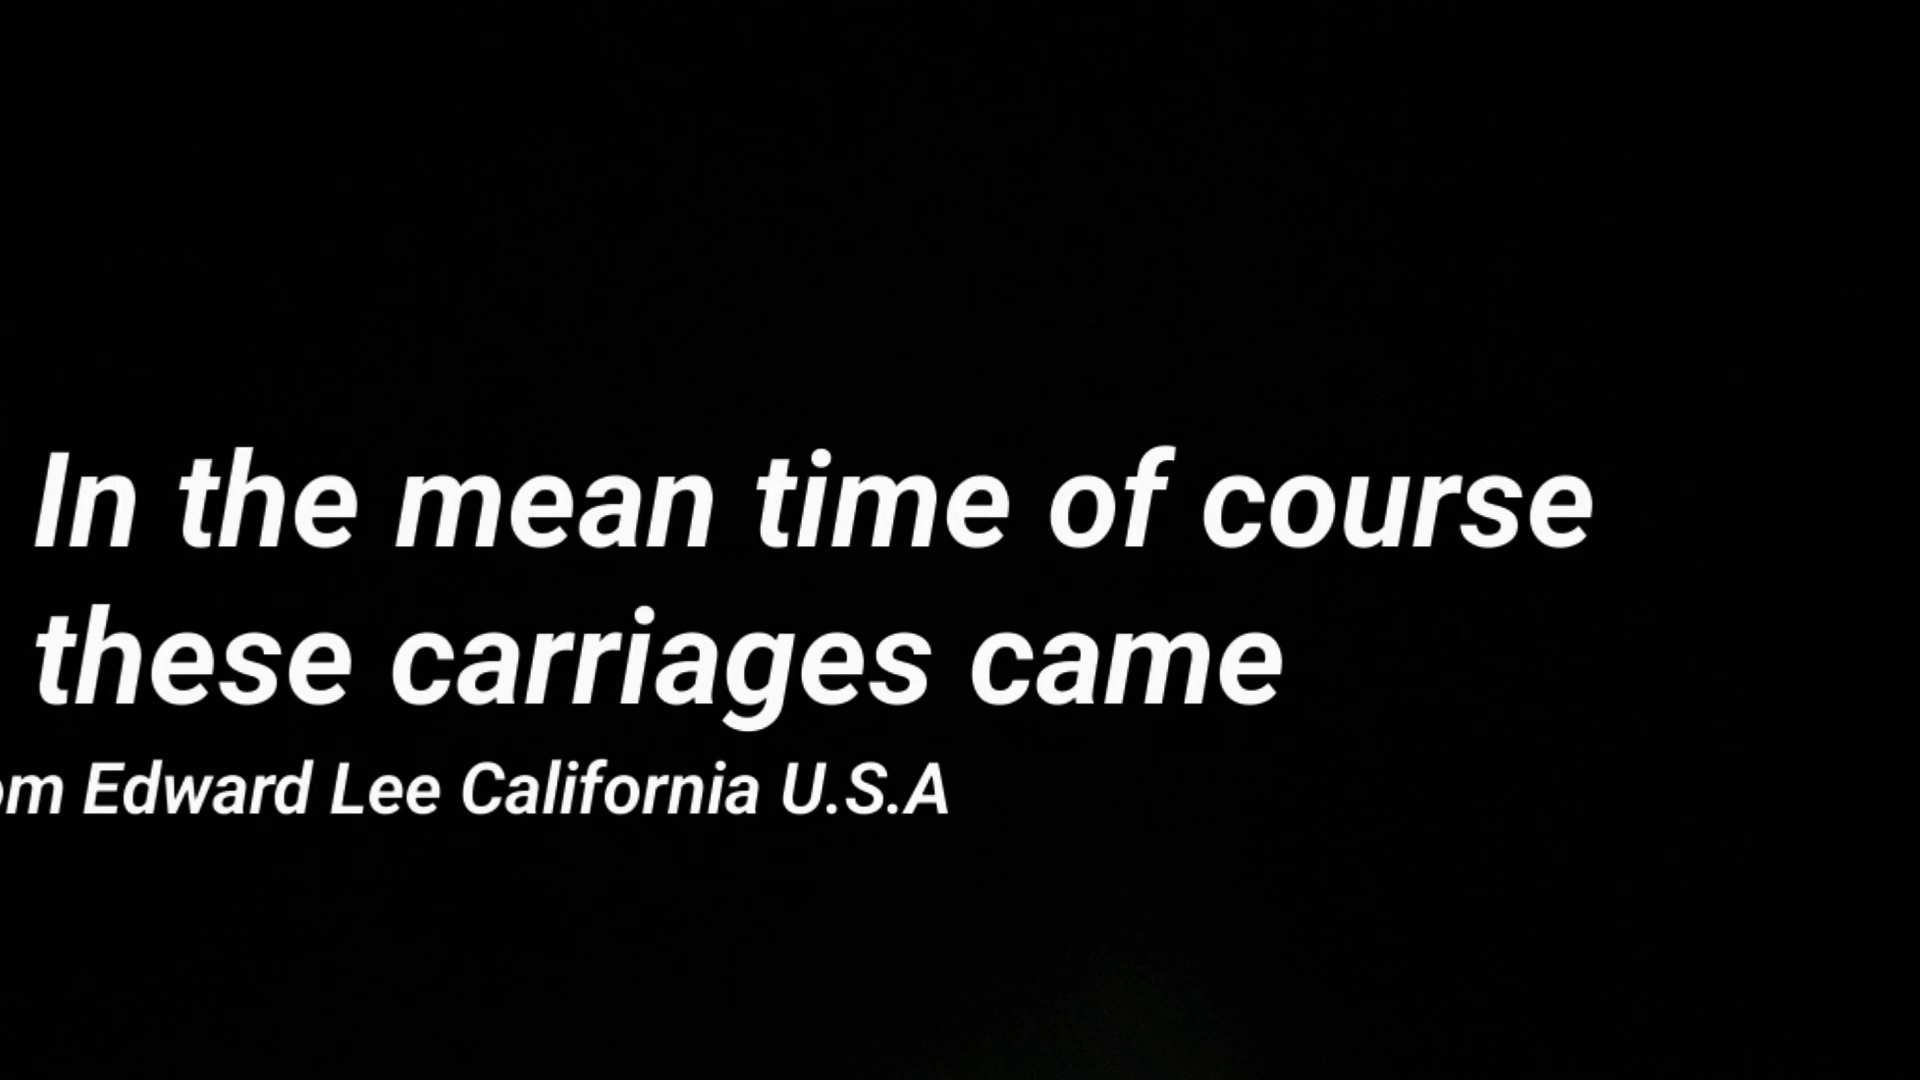 In the mean time of course
these carriages came
om Edward Lee California U.S.A